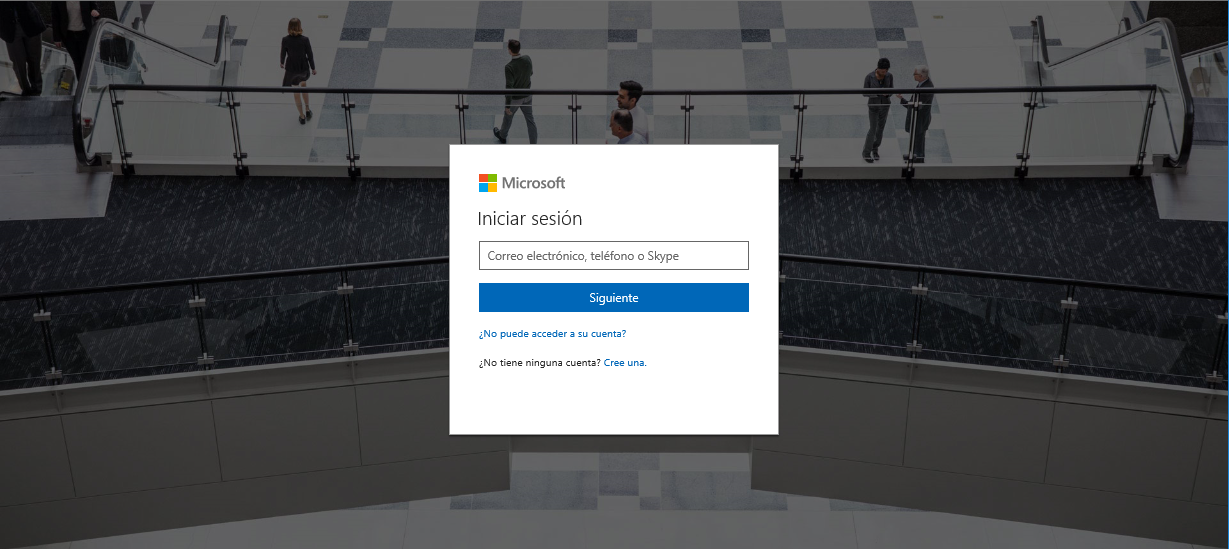 Microsoft
Iniciar sesión
Correo electrónico, teléfono o Skype
Siguiente
¿No puede acceder a su cuenta?
¿No tiene ninguna cuenta? Cree una.